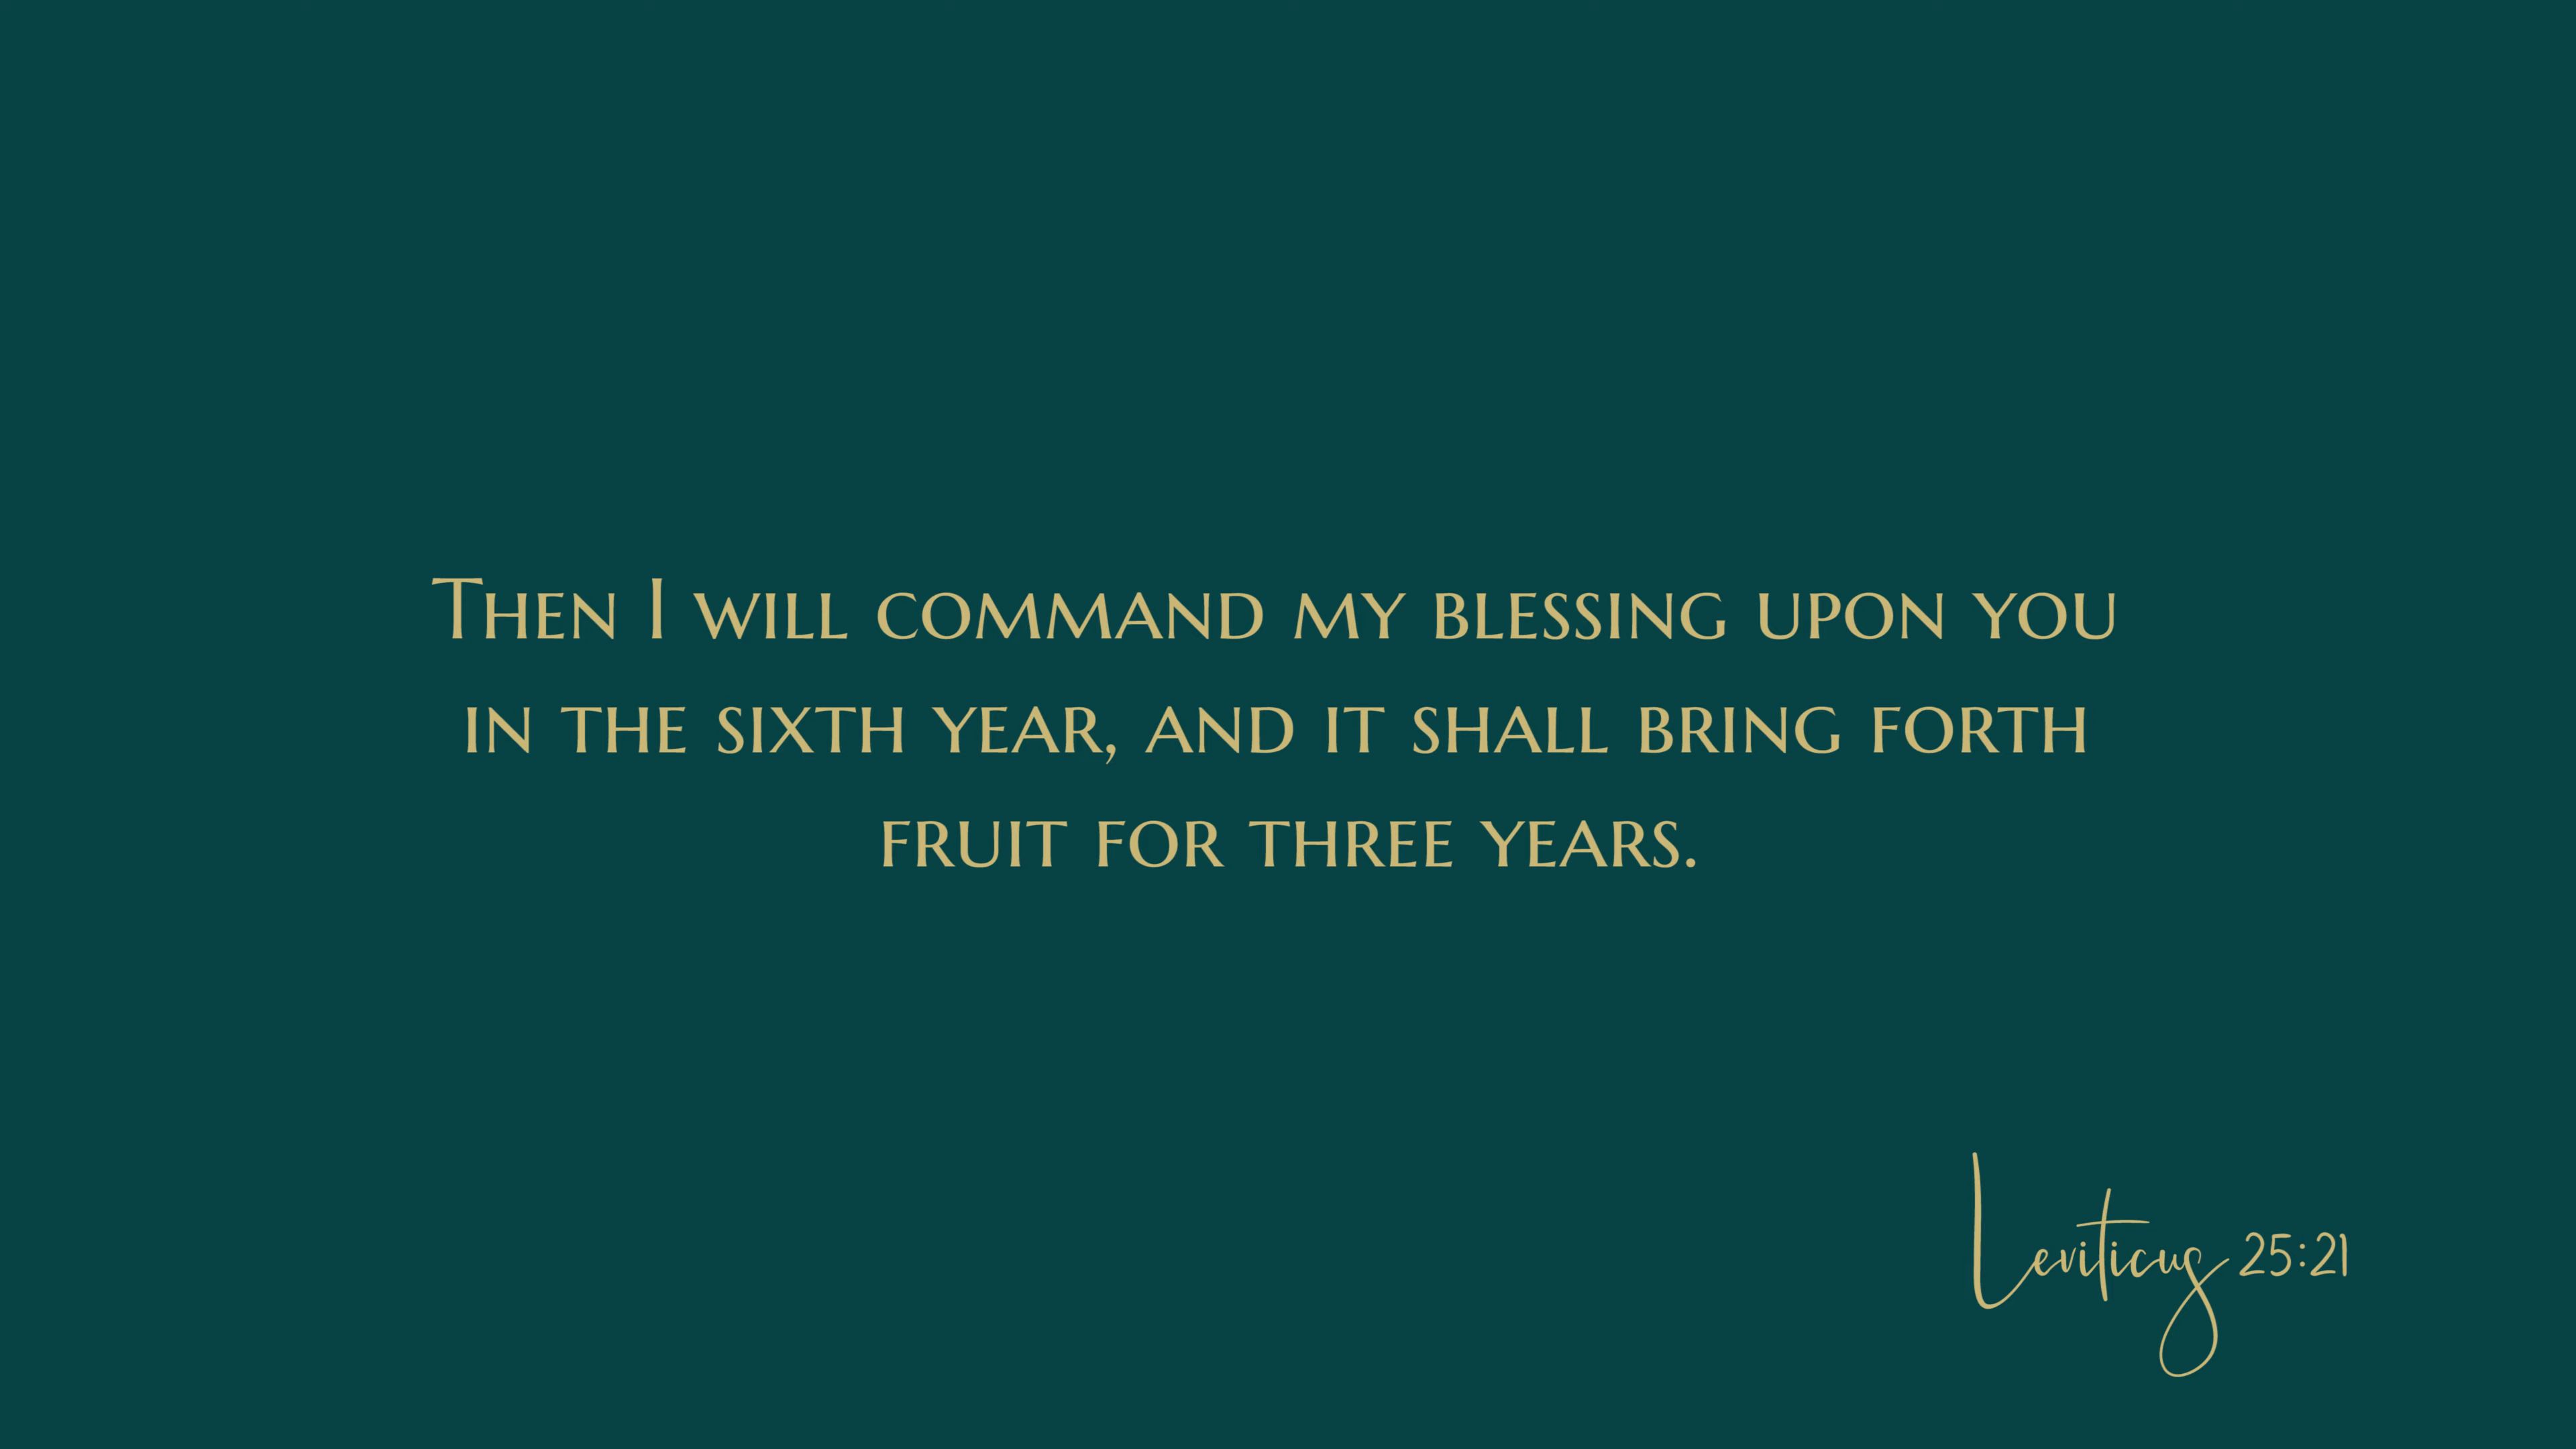 Then I will command my blessing upon you
in the sixth year, and it shall bring forth
fruit for three years.
Leviticus 25:21